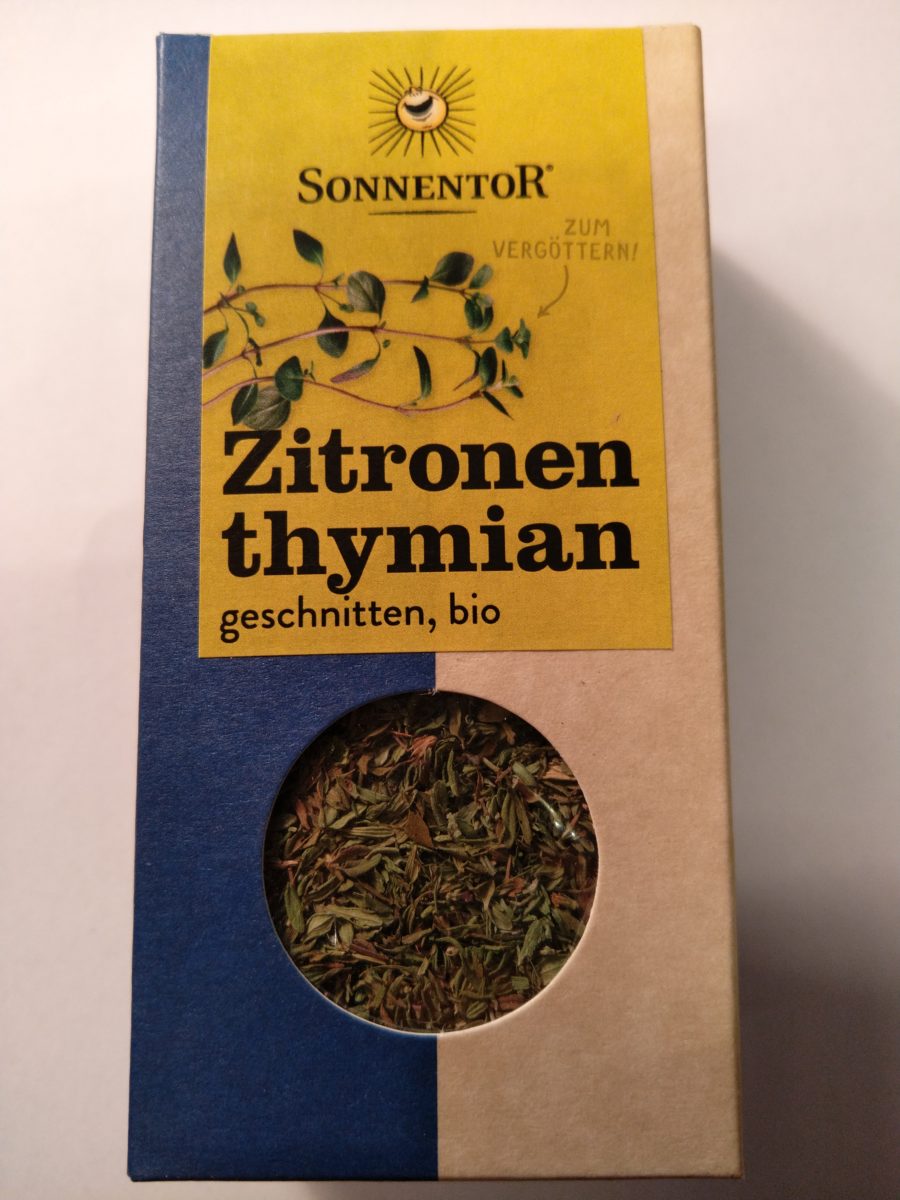 SONNENTOR®
ZUM
VERGÖTTERN!
Zitronen
thymian
geschnitten, bio